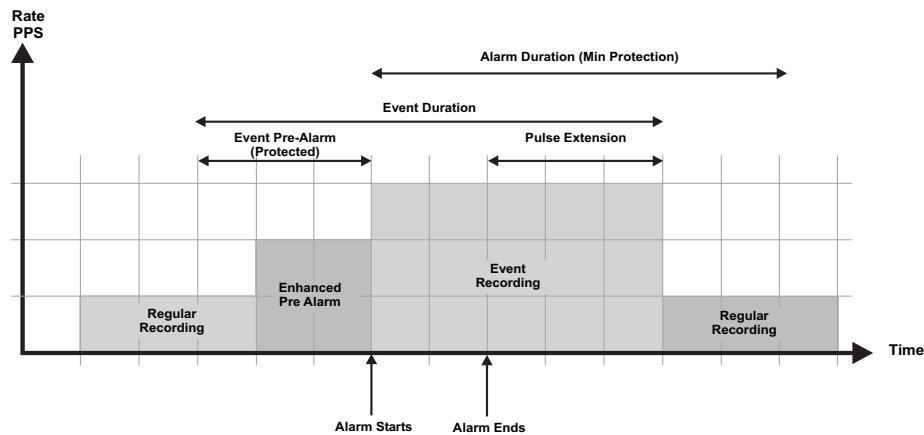 Rate
PPS
Alarm Duration (Min Protection)
Event Duration
Event Pre-Alarm
(Protected)
Pulse Extension
Enhanced
Pre Alarm
Event
Recording
Regular
Recording
Regular
Recording
Time
Alarm Starts
Alarm Ends